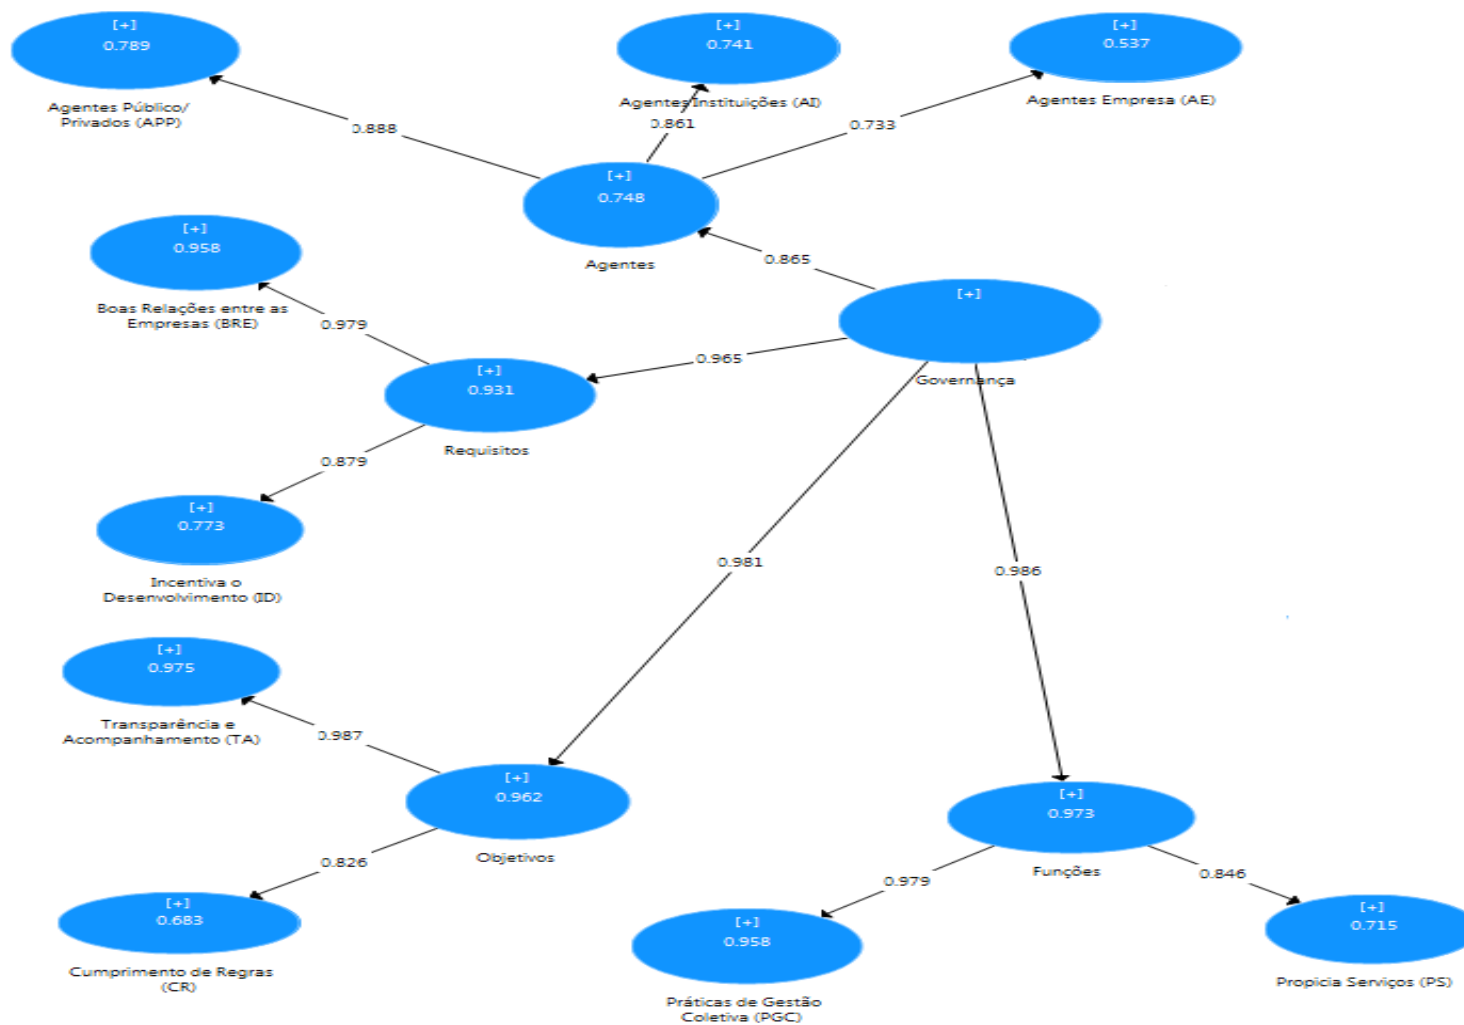 [+]
0.789
Agentes Público/
Privados (APP)
[+]
0.741
Agentes Instituições (AI)
[+]
0.537
Agentes Empresa (AE)
0.888
0.861
0.733
[+]
0.748
Agentes
[+]
0.958
Boas Relações entre as
Empresas (BRE)
0.865
[+]
Governança
0.979
0.965
[+]
0.931
Requisitos
0.879
[+]
0.773
Incentiva o
Desenvolvimento (ID)
0.981
0.986
[+]
0.975
Transparência e
Acompanhamento (TA)
0.987
[+]
0.962
Objetivos
[+]
0.973
Funções
0.826
0.979
0.846
[+]
0.683
Cumprimento de Regras
(CR)
[+]
0.958
Práticas de Gestão
Coletiva (PGC)
[+]
0.715
Propicia Serviços (PS)